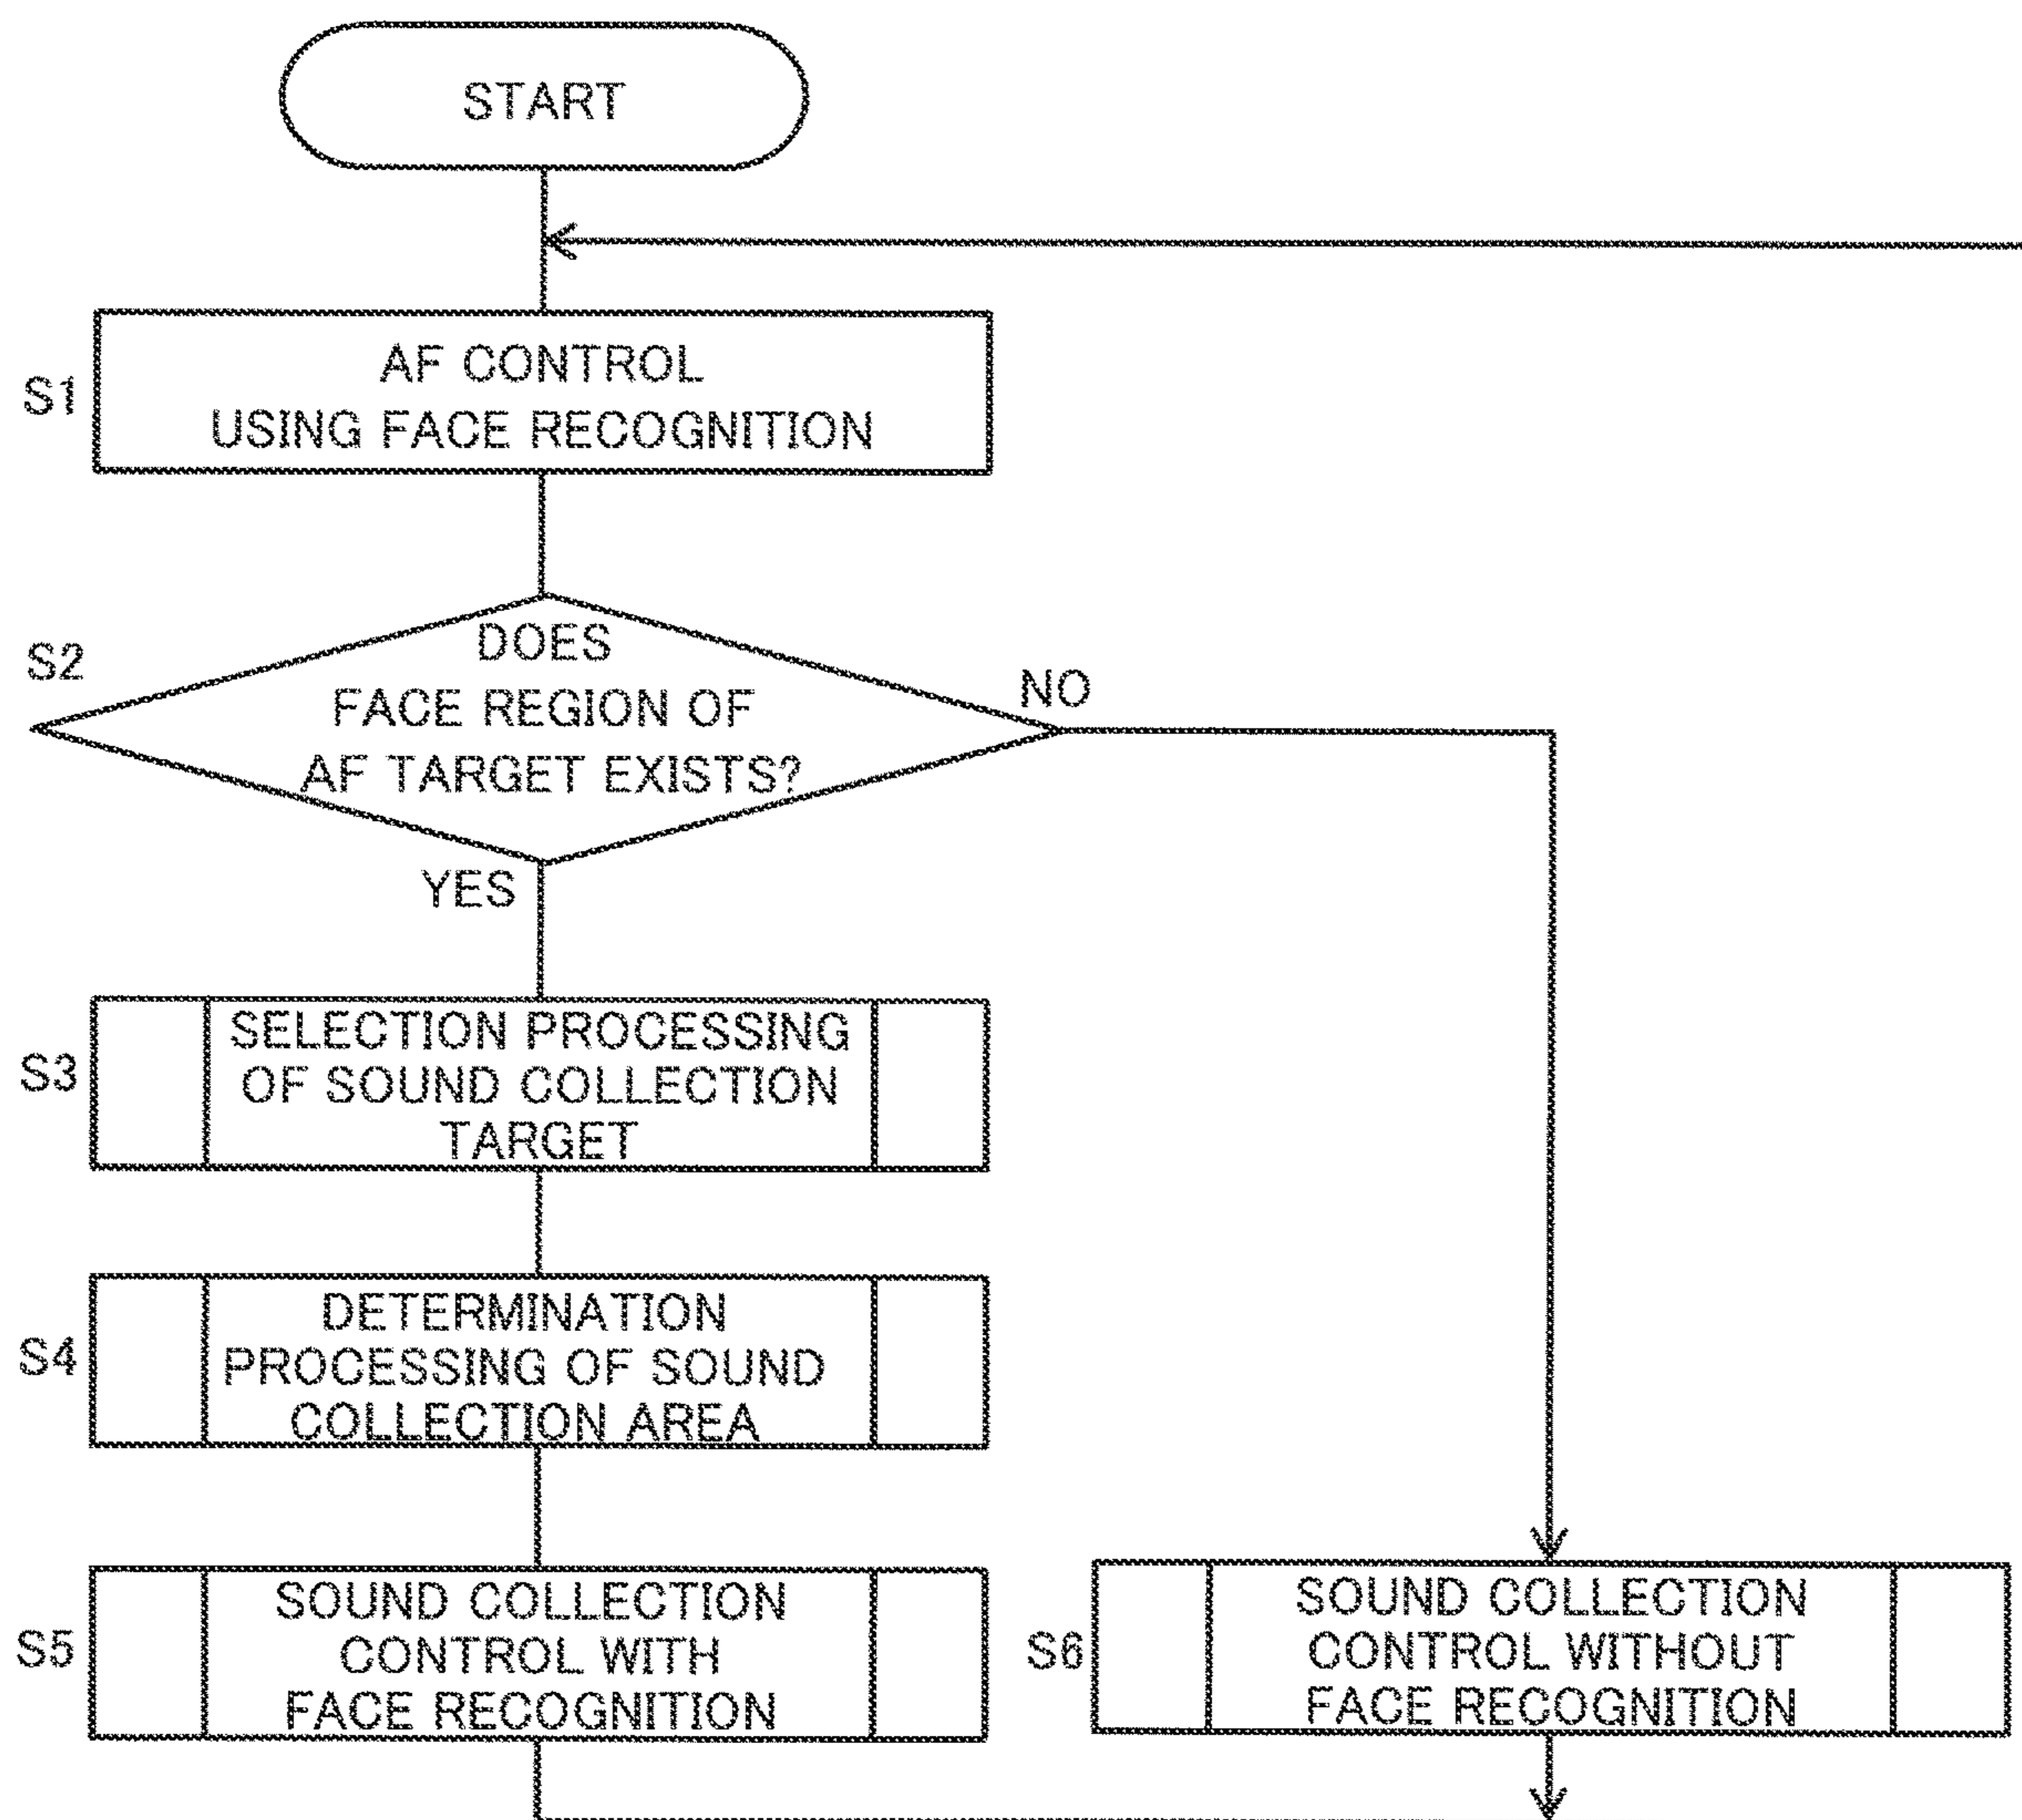 START
S1
AF CONTROL
USING FACE RECOGNITION
S2
DOES
FACE REGION OF
AF TARGET EXISTS?
NO
YES
S3
SELECTION PROCESSING
OF SOUND COLLECTION
TARGET
S4
DETERMINATION
PROCESSING OF SOUND
COLLECTION AREA
S5
SOUND COLLECTION
CONTROL WITH
FACE RECOGNITION
S6
SOUND COLLECTION
CONTROL WITHOUT
FACE RECOGNITION